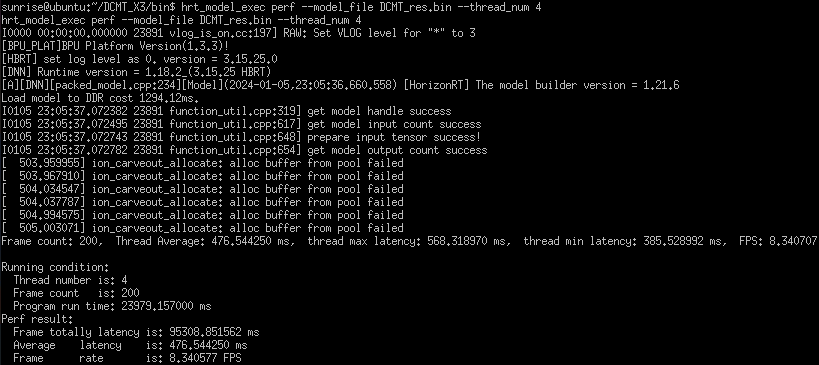 sunrise@ubuntu:~/DCMT_X3/bin$ hrt_model_exec perf --model_file DCMT_res.bin --thread_num 4
hrt_model_exec perf --model_file DCMT_res.bin --thread_num 4
I0000 00:00:00.000000 23891 vlog_is_on.cc:197] RAW: Set VLOG level for "*" to 3
[BPU_PLAT]BPU Platform Version(1.3.3)!
[HBRT] set log level as 0. version = 3.15.25.0
[DNN] Runtime version = 1.18.2_(3.15.25 HBRT)
[A][DNN][packed_model.cpp:234][Model](2024-01-05,23:05:36.660.558) [HorizonRT] The model builder version = 1.21.6
Load model to DDR cost 1294.12ms.
I0105 23:05:37.072382 23891 function_util.cpp:319] get model handle success
I0105 23:05:37.072495 23891 function_util.cpp:617] get model input count success
I0105 23:05:37.072743 23891 function_util.cpp:648] prepare input tensor success!
I0105 23:05:37.072782 23891 function_util.cpp:654] get model output count success
[  503.959955] ion_carveout_allocate: alloc buffer from pool failed
[  503.967910] ion_carveout_allocate: alloc buffer from pool failed
[  504.034547] ion_carveout_allocate: alloc buffer from pool failed
[  504.037787] ion_carveout_allocate: alloc buffer from pool failed
[  504.994575] ion_carveout_allocate: alloc buffer from pool failed
[  505.003071] ion_carveout_allocate: alloc buffer from pool failed
Frame count: 200,  Thread Average: 476.544250 ms,  thread max latency: 568.318970 ms,  thread min latency: 385.528992 ms,  FPS: 8.340707
Running condition:
  Thread number is: 4
  Frame count   is: 200
  Program run time: 23979.157000 ms
Perf result:
  Frame totally latency is: 95308.851562 ms
  Average    latency    is: 476.544250 ms
  Frame      rate       is: 8.340577 FPS